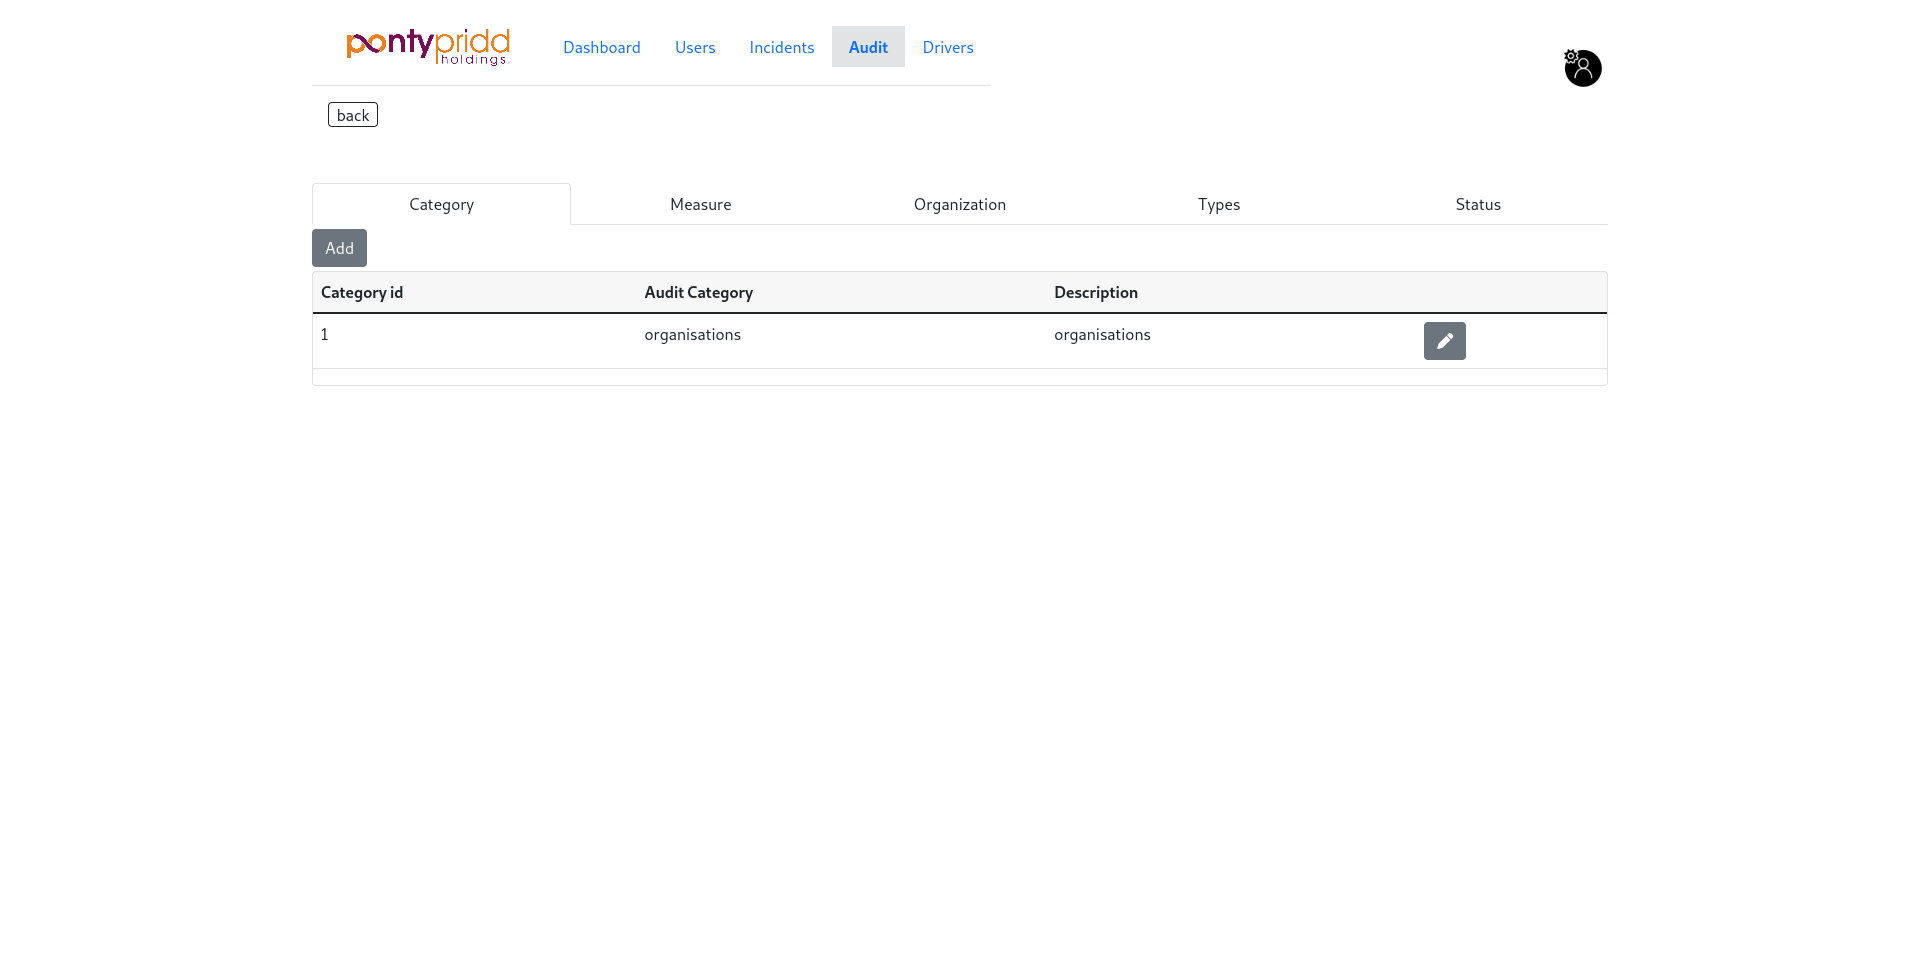 pontypridd holdings Dashboard Users Incidents Audit Drivers
back
Category Measure Organization Types Status
Add
Category id Audit Category Description
1 organisations organisations